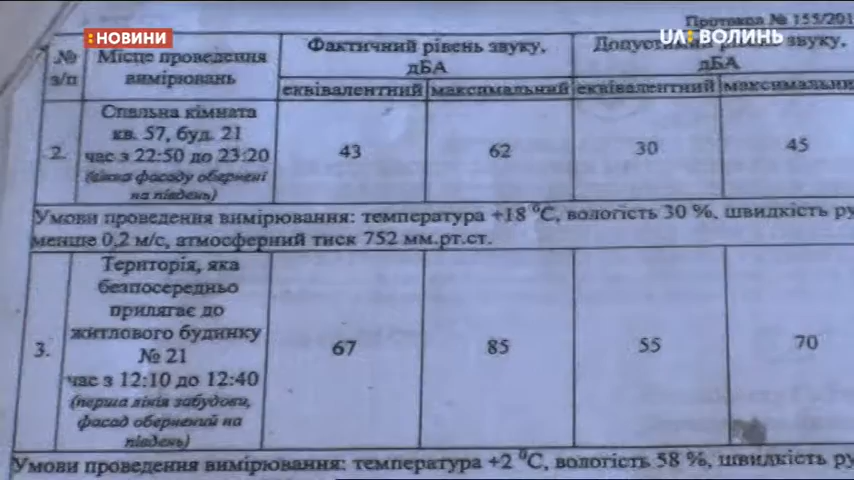 Протокол № 155/201
НОВИНИ
UA: ВОЛИНЬ
№ з/п
Місце проведення вимірювань
Фактичний рівень звуку, дБА
Допустимий рівень звуку, дБА
еквівалентний
максимальний
еквівалентний
2.
Спальна кімната
кв. 57, буд. 21
час з 22:50 до 23:20
(вікна фасаду обернені
на південь)
43
62
30
45
Умови проведення вимірювання: температура +18 ⁰С, вологість 30 %, швидкість
менше 0,2 м/с, атмосферний тиск 752 мм.рт.ст.
3.
Територія, яка
безпосередньо
прилягає до
житлового будинку
№ 21
час з 12:10 до 12:40
(перша лінія забудови,
фасад обернений на
південь)
67
85
55
70
Умови проведення вимірювання: температура +2 ⁰С, вологість 58 %, швидкість